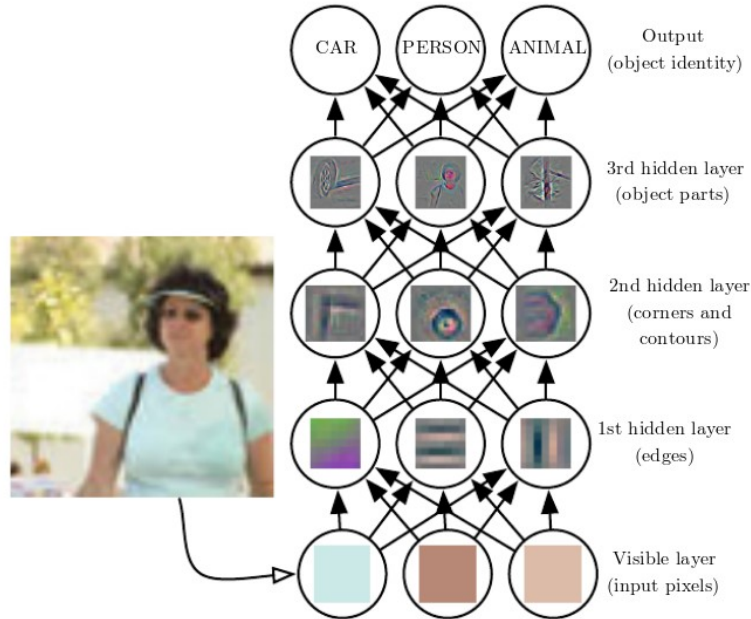 CAR
PERSON
ANIMAL
Output
(object identity)
3rd hidden layer
(object parts)
2nd hidden layer
(corners and
contours)
1st hidden layer
(edges)
Visible layer
(input pixels)